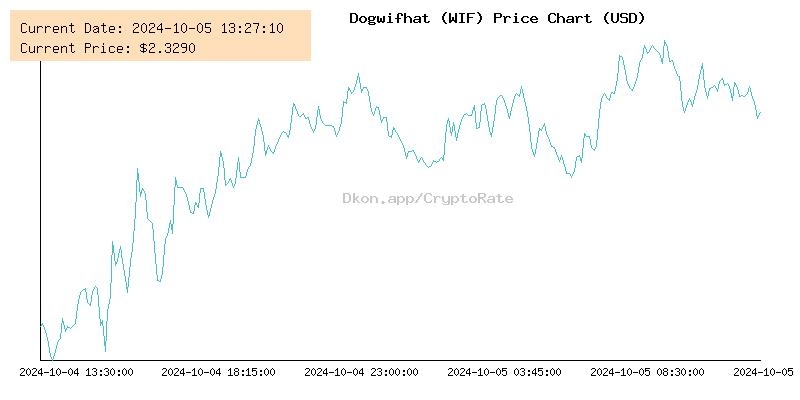 Dogwifhat (WIF) Price Chart (USD)
Current Date: 2024-10-05 13:27:10
Current Price: $2.3290
Dkon.app/CryptoRate
2024-10-04 13:30:00 2024-10-04 18:15:00 2024-10-04 23:00:00 2024-10-05 03:45:00 2024-10-05 08:30:00 2024-10-05